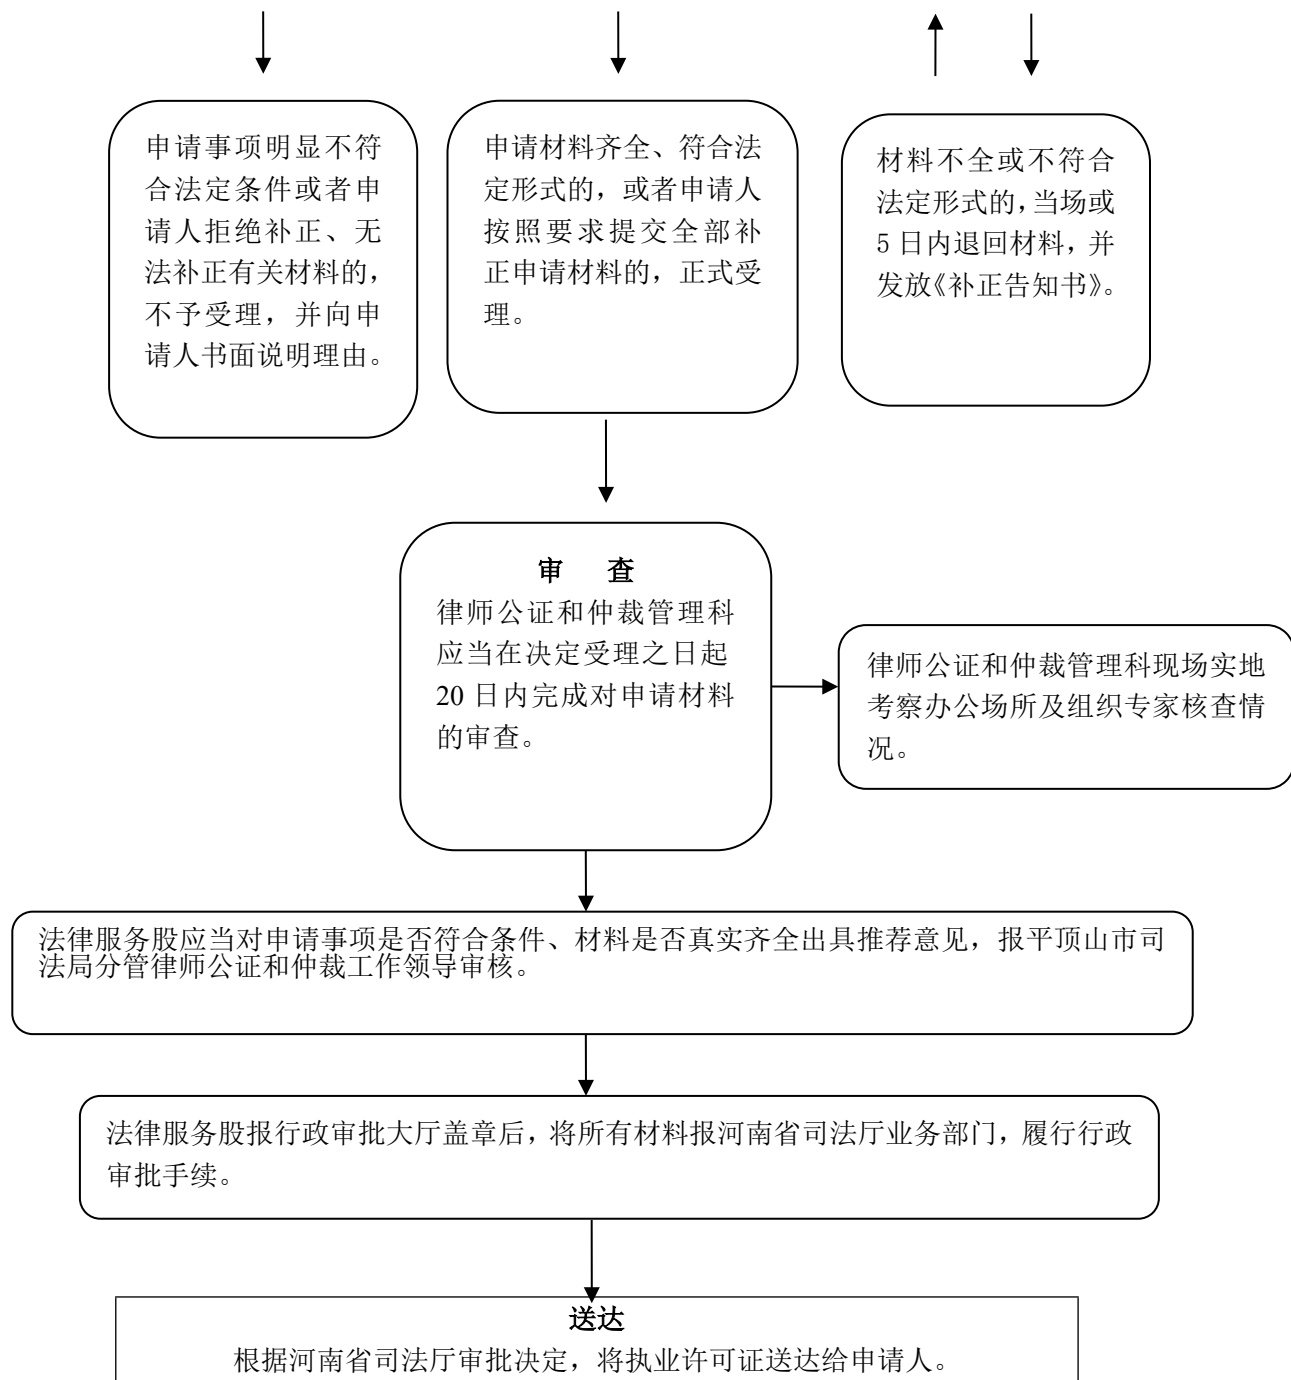 申请事项明显不符
合法定条件或者申
请人拒绝补正、无
法补正有关材料的，
不予受理，并向申
请人书面说明理由。
申请材料齐全、符合法
定形式的，或者申请人
按照要求提交全部补
正申请材料的，正式受
理。
材料不全或不符合
法定形式的，当场或
5 日内退回材料，并
发放《补正告知书》。
审 查
律师公证和仲裁管理科
应当在决定受理之日起
20 日内完成对申请材料
的审查。
律师公证和仲裁管理科现场实地
考察办公场所及组织专家核查情
况。
法律服务股应当对申请事项是否符合条件、材料是否真实齐全出具推荐意见，报平顶山市司
法局分管律师公证和仲裁工作领导审核。
法律服务股报行政审批大厅盖章后，将所有材料报河南省司法厅业务部门，履行行政
审批手续。
送达
根据河南省司法厅审批决定，将执业许可证送达给申请人。